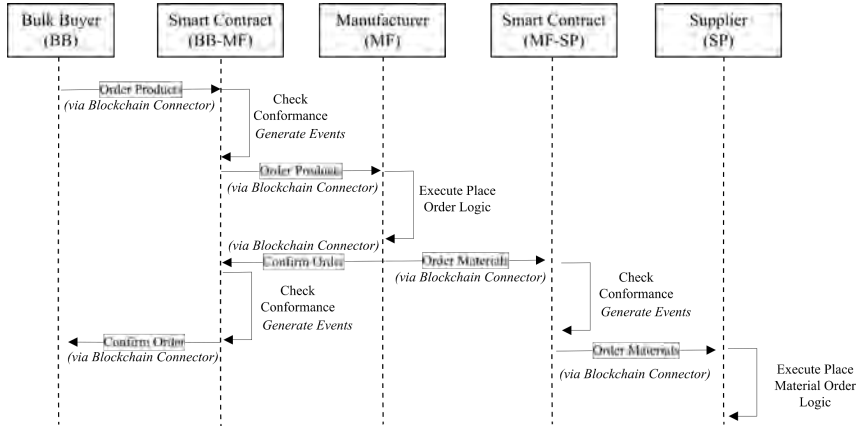 Bulk Buyer
(BB)
Smart Contract
(BB-MF)
Manufacturer
(MF)
Smart Contract
(MF-SP)
Supplier
(SP)
Order Products
(via Blockchain Connector)
Check
Conformance
Generate Events
Order Products
(via Blockchain Connector)
Execute Place
Order Logic
(via Blockchain Connector)
Confirm Order
Order Materials
(via Blockchain Connector)
Check
Conformance
Generate Events
Check
Conformance
Generate Events
Confirm Order
(via Blockchain Connector)
Order Materials
(via Blockchain Connector)
Execute Place
Material Order
Logic